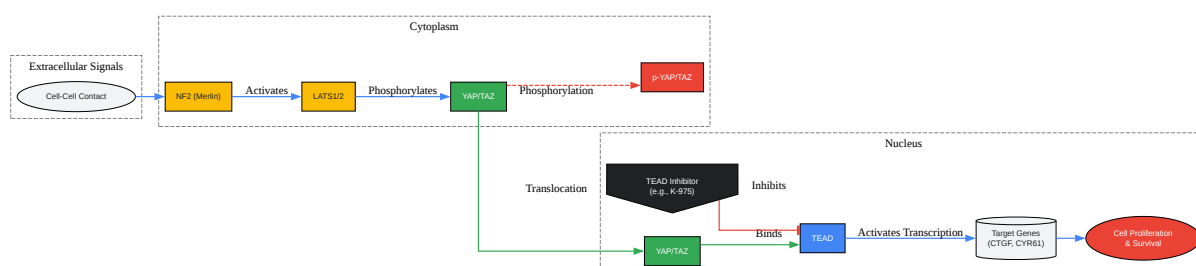 Cytoplasm
Extracellular Signals
Cell-Cell Contact
NF2 (Merlin)
Activates
LATS1/2
Phosphorylates
YAP/TAZ
Phosphorylation
p-YAP/TAZ
Nucleus
Translocation
TEAD Inhibitor
(e.g., K-975)
Inhibits
YAP/TAZ
Binds
TEAD
Activates Transcription
Target Genes
(CTGF, CYR61)
Cell Proliferation
& Survival